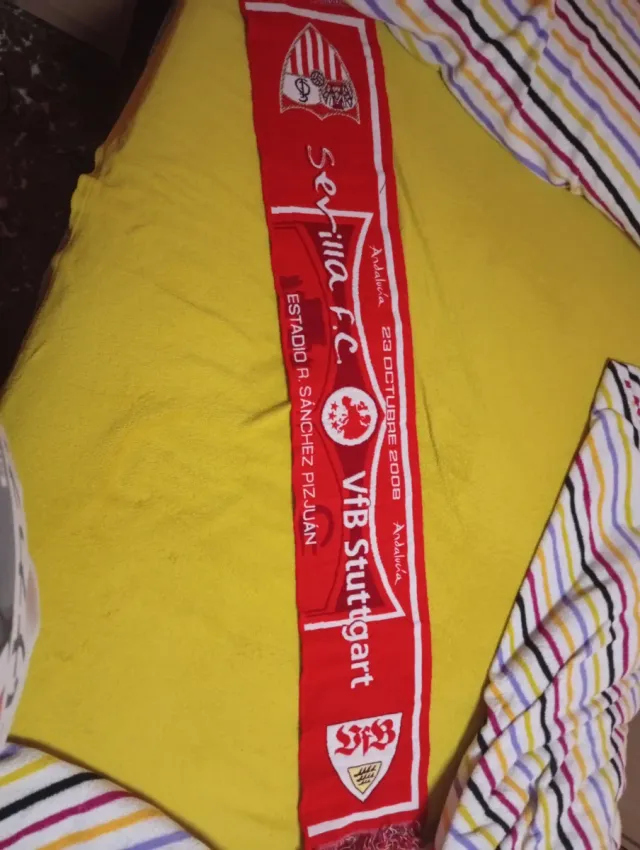 Andalucía 23 OCTUBRE 2008 Andalucía
Sevilla F.C. VfB Stuttgart
ESTADIO R. SÁNCHEZ PIZJUÁN
VfB